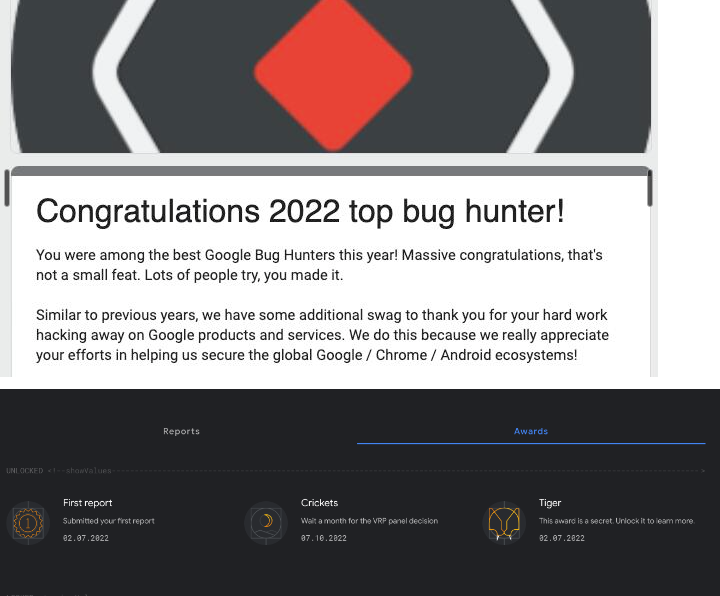 Congratulations 2022 top bug hunter!
You were among the best Google Bug Hunters this year! Massive congratulations, that's
not a small feat. Lots of people try, you made it.
Similar to previous years, we have some additional swag to thank you for your hard work
hacking away on Google products and services. We do this because we really appreciate
your efforts in helping us secure the global Google / Chrome / Android ecosystems!
Reports
Awards
UNLOCKED <!--showValues
First report
Submitted your first report
02.07.2022
Crickets
Wait a month for the VRP panel decision
07.10.2022
Tiger
This award is a secret. Unlock it to learn more.
02.07.2022